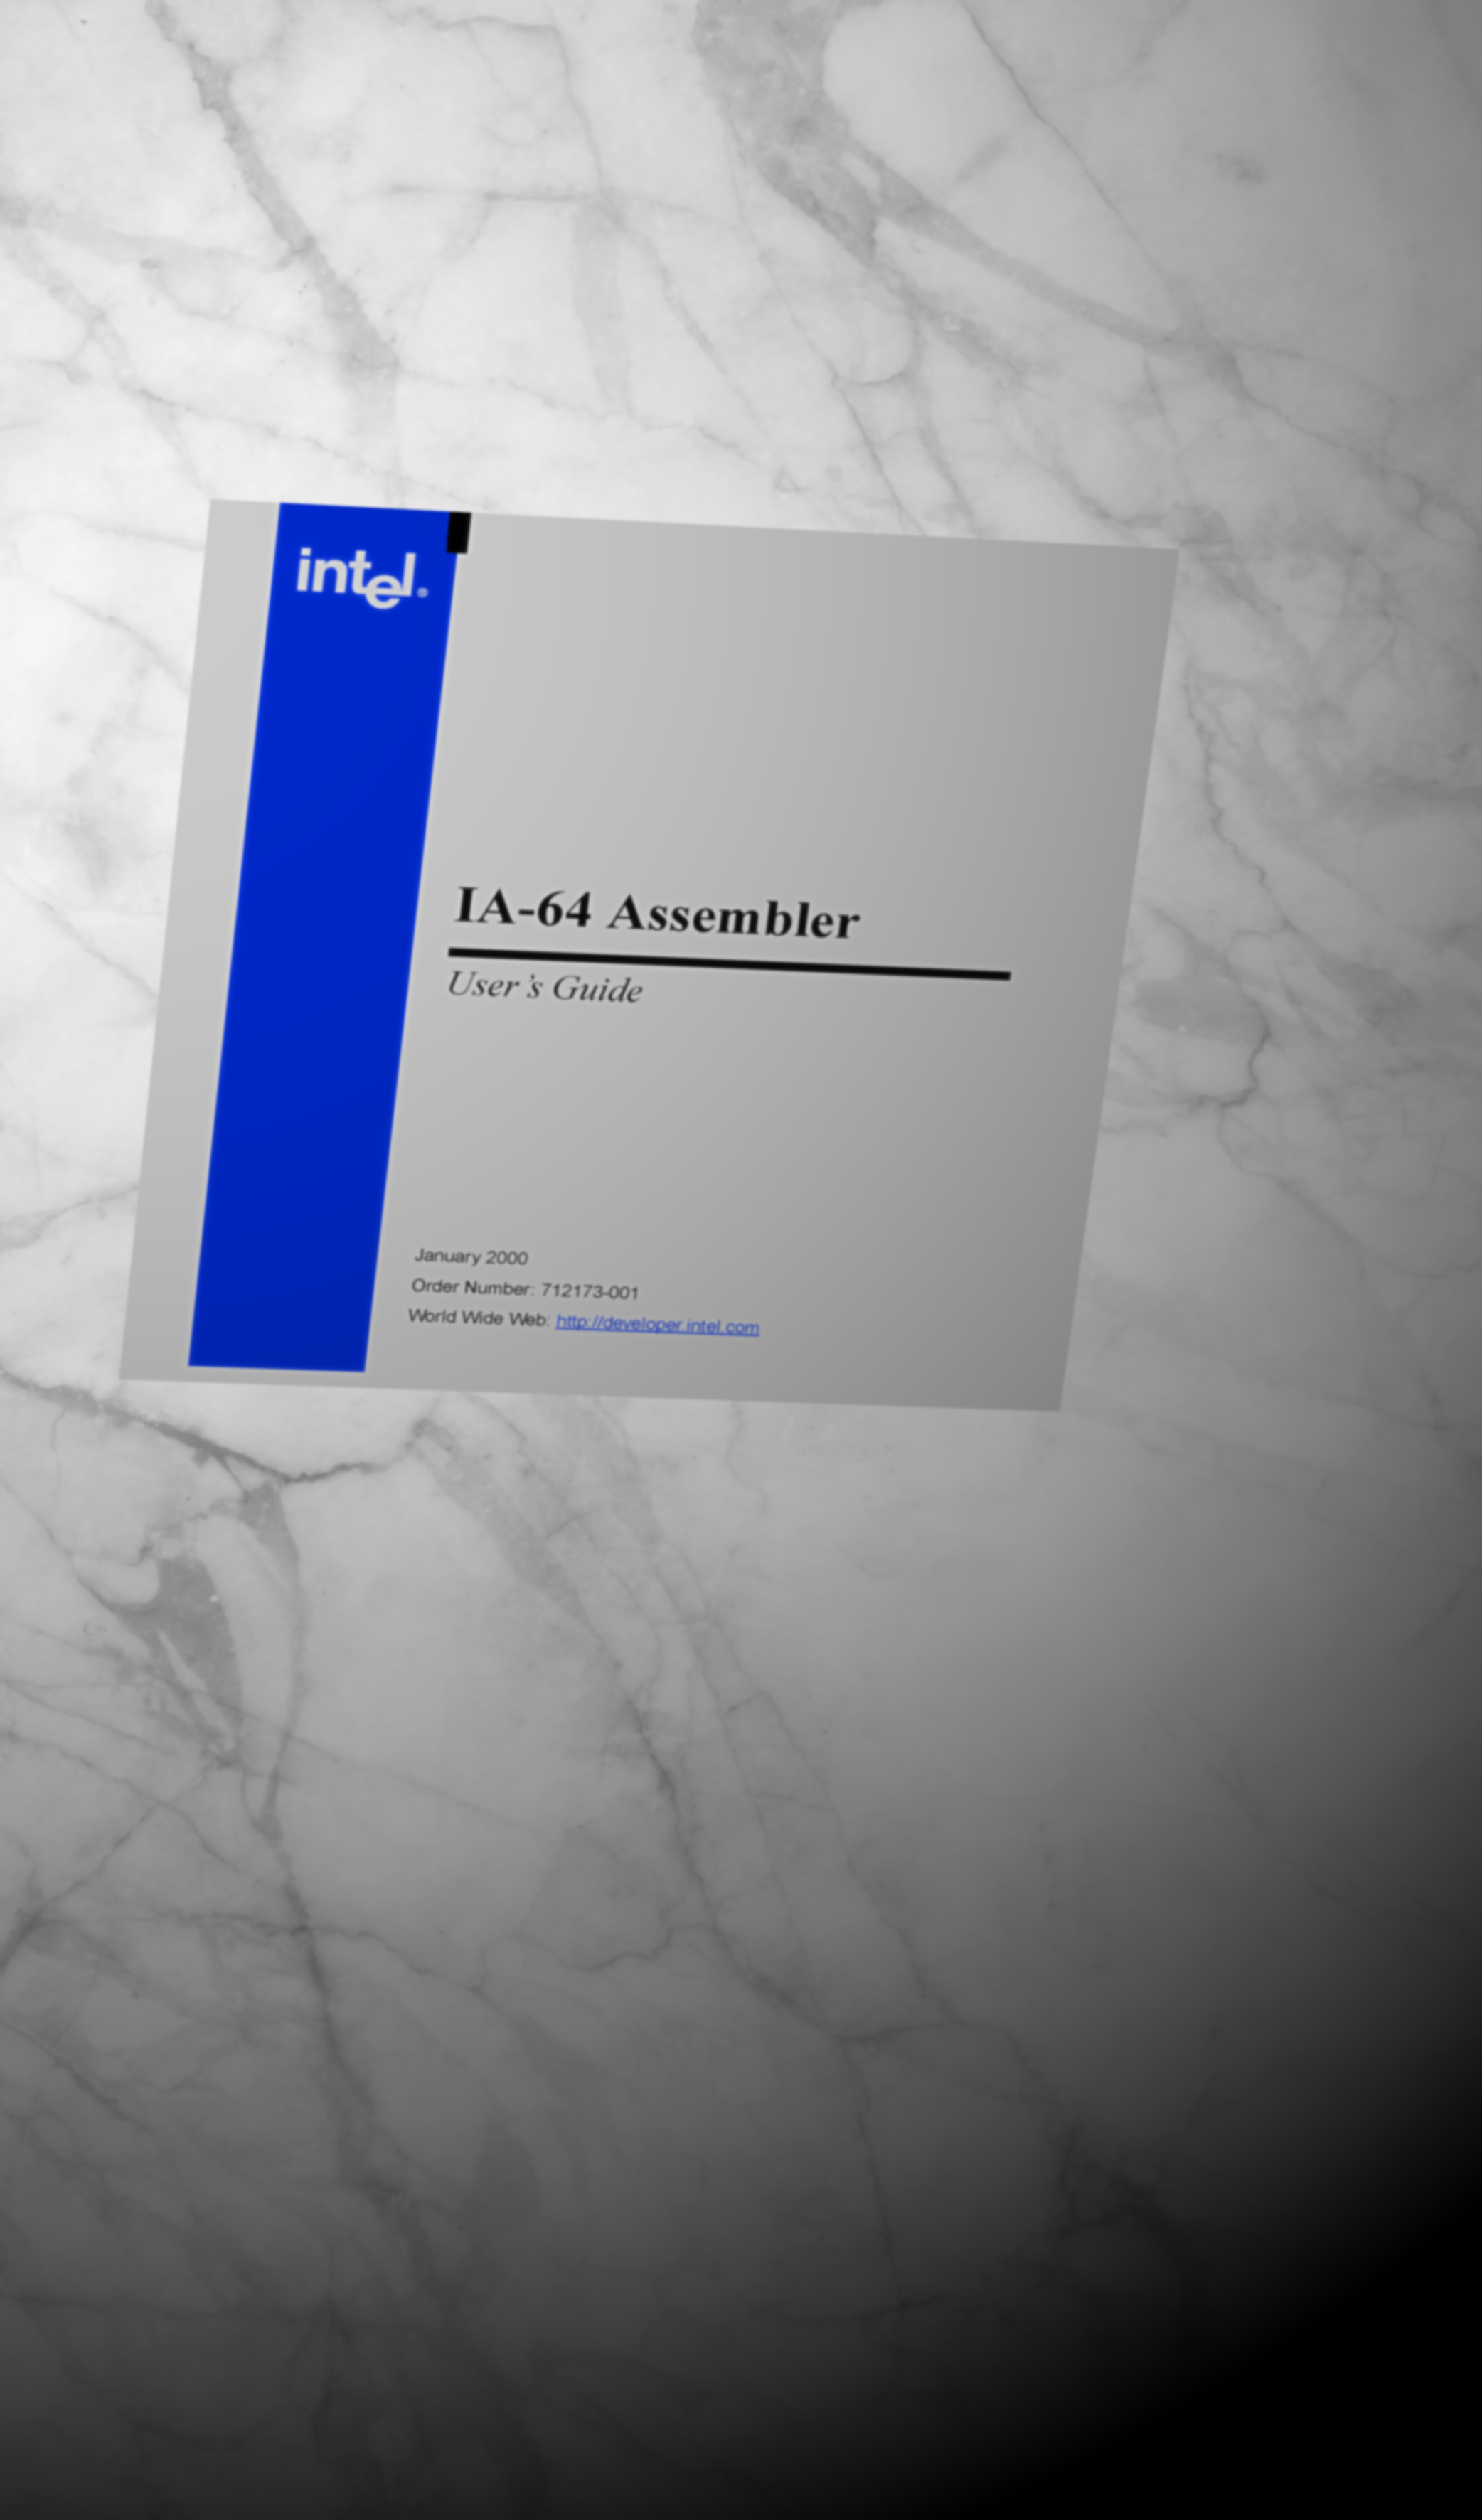 intel®
IA-64 Assembler
User's Guide
January 2000
Order Number: 712173-001
World Wide Web: http://developer.intel.com